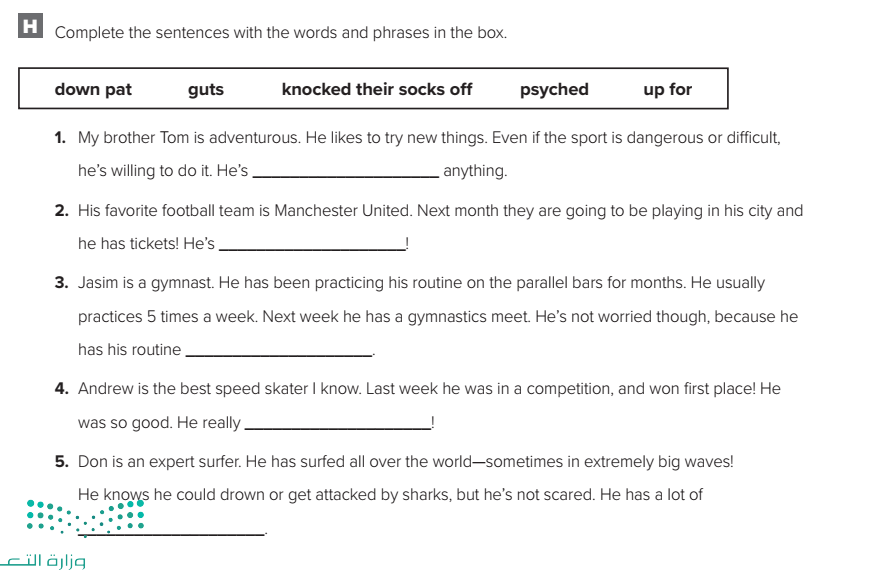 H Complete the sentences with the words and phrases in the box.
down pat guts knocked their socks off psyched up for
1. My brother Tom is adventurous. He likes to try new things. Even if the sport is dangerous or difficult,
he's willing to do it. He's ____________________ anything.
2. His favorite football team is Manchester United. Next month they are going to be playing in his city and
he has tickets! He's ____________________!
3. Jasim is a gymnast. He has been practicing his routine on the parallel bars for months. He usually
practices 5 times a week. Next week he has a gymnastics meet. He's not worried though, because he
has his routine ____________________.
4. Andrew is the best speed skater I know. Last week he was in a competition, and won first place! He
was so good. He really ____________________!
5. Don is an expert surfer. He has surfed all over the world—sometimes in extremely big waves!
He knows he could drown or get attacked by sharks, but he's not scared. He has a lot of
____________________.
وزارة التعـ